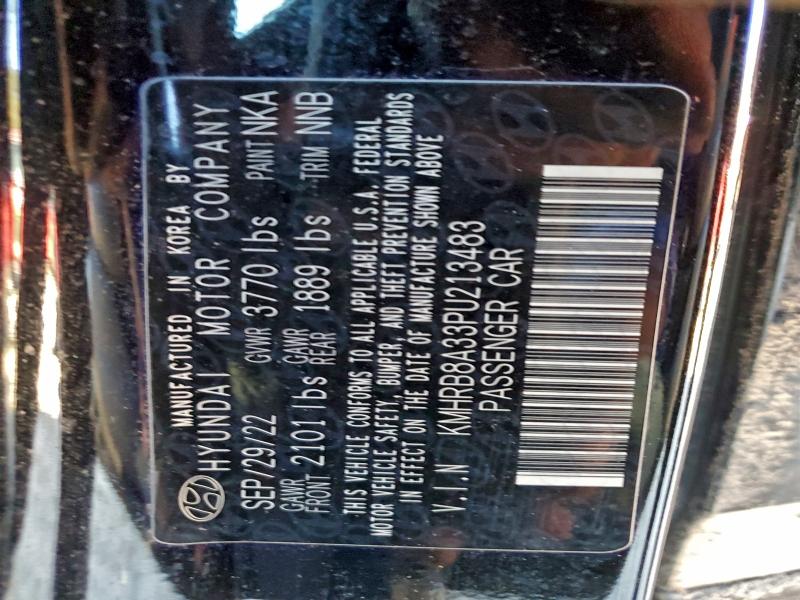 MANUFACTURED IN KOREA BY
HYUNDAI MOTOR COMPANY
SEP/29/22 GVWR 3770 lbs PAINT NKA
GAWR FRONT 2101 lbs GAWR REAR 1889 lbs TRIM NNB
THIS VEHICLE CONFORMS TO ALL APPLICABLE U.S.A. FEDERAL
MOTOR VEHICLE SAFETY, BUMPER, AND THEFT PREVENTION STANDARDS
IN EFFECT ON THE DATE OF MANUFACTURE SHOWN ABOVE
V.I.N KMHRB8A33PU213483
PASSENGER CAR